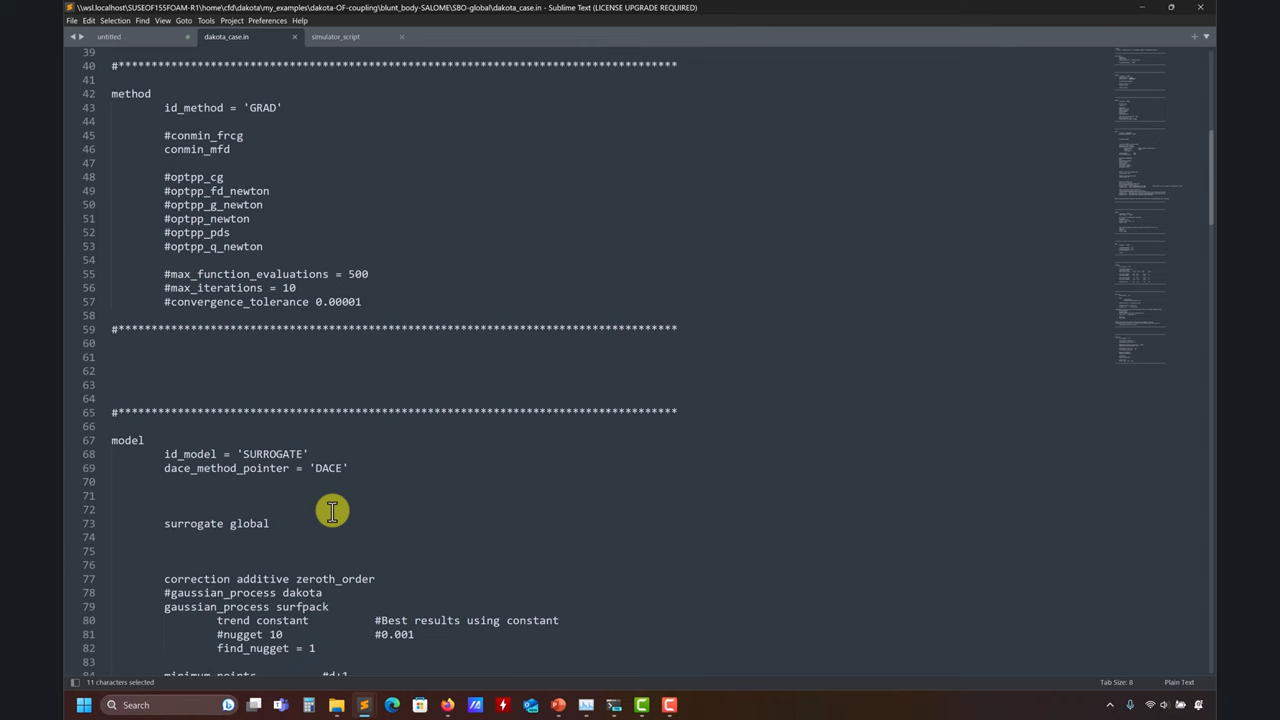 \\wsl.localhost\SUSEOF155FOAM-R1\home\cfd\dakota\my_examples\dakota-OF-coupling\blunt_body-SALOME\SBO-global\dakota_case.in - Sublime Text (LICENSE UPGRADE REQUIRED)
File Edit Selection Find View Goto Tools Project Preferences Help
untitled dakota_case.in simulator_script
39
40 #*************************************************************************************
41
42 method
43 id_method = 'GRAD'
44
45 #conmin_frcg
46 conmin_mfd
47
48 #optpp_cg
49 #optpp_fd_newton
50 #optpp_g_newton
51 #optpp_newton
52 #optpp_pds
53 #optpp_q_newton
54
55 #max_function_evaluations = 500
56 #max_iterations = 10
57 #convergence_tolerance 0.00001
58
59 #*************************************************************************************
60
61
62
63
64
65 #*************************************************************************************
66
67 model
68 id_model = 'SURROGATE'
69 dace_method_pointer = 'DACE'
70
71
72
73 surrogate global
74
75
76
77 correction additive zeroth_order
78 #gaussian_process dakota
79 gaussian_process surfpack
80 trend constant #Best results using constant
81 #nugget 10 #0.001
82 find_nugget = 1
83
84 minimum_points #d+1
11 characters selected Tab Size: 8 Plain Text
Search